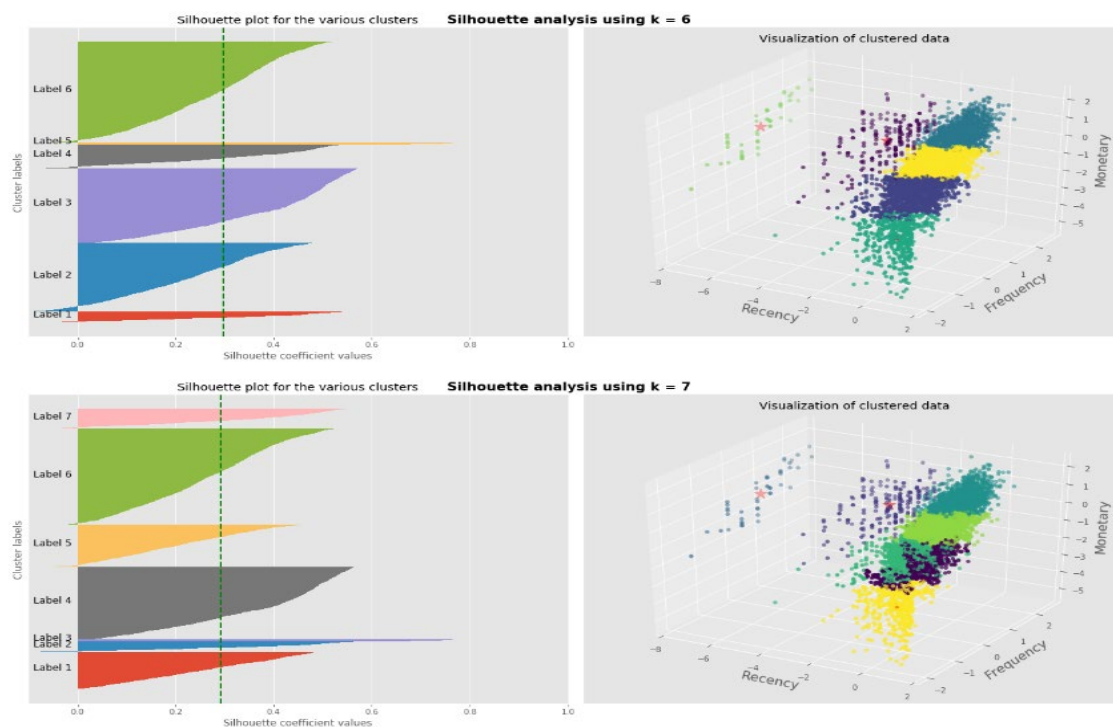 Silhouette plot for the various clusters Silhouette analysis using k = 6
Visualization of clustered data
Label 6
Label 5
Label 4
Label 3
Label 2
Label 1
Cluster labels
0.0 0.2 0.4 0.6 0.8 1.0
Silhouette coefficient values
2
1
0
−1
−2
−3
−4
−5
Monetary
−8 −6 −4 −2 0 2
Recency
−2 −1 0 1 2
Frequency
Silhouette plot for the various clusters Silhouette analysis using k = 7
Visualization of clustered data
Label 7
Label 6
Label 5
Label 4
Label 3
Label 2
Label 1
Cluster labels
0.0 0.2 0.4 0.6 0.8 1.0
Silhouette coefficient values
2
1
0
−1
−2
−3
−4
−5
Monetary
−8 −6 −4 −2 0 2
Recency
−2 −1 0 1 2
Frequency